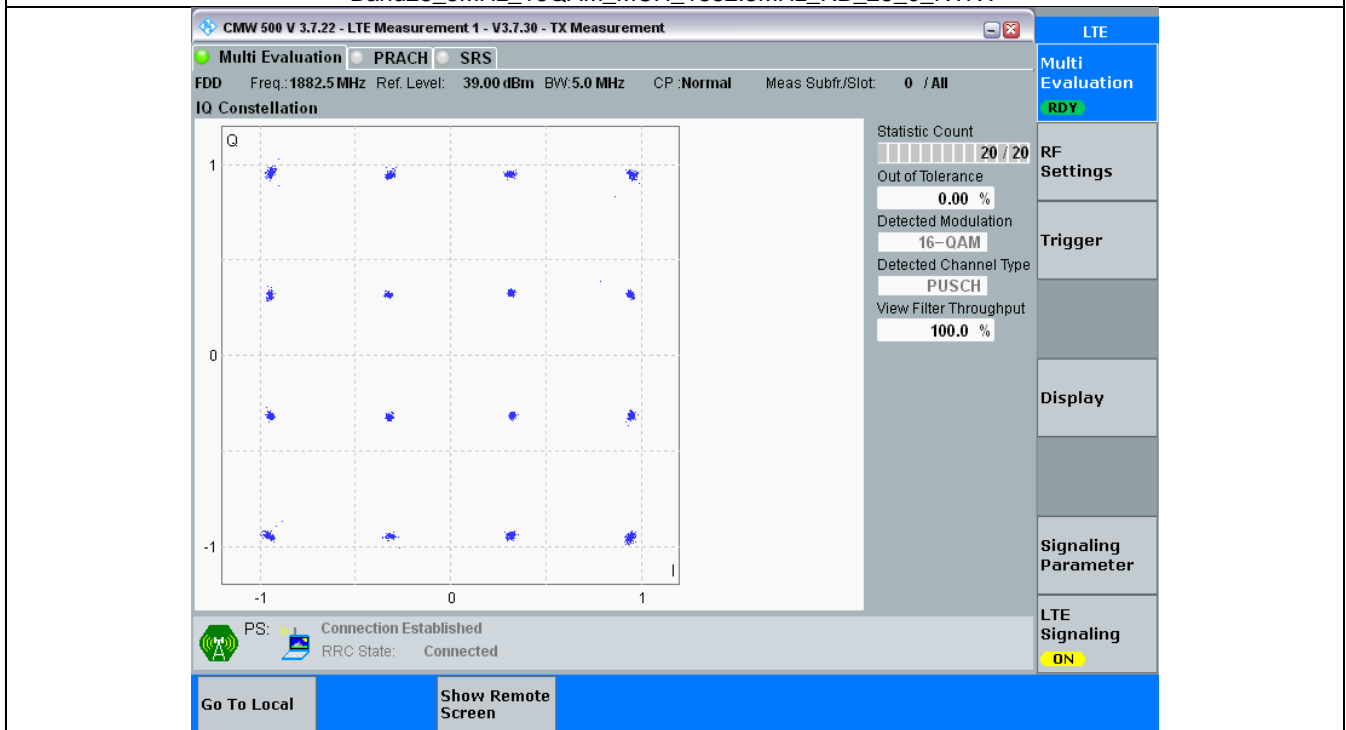 CMW 500 V 3.7.22 - LTE Measurement 1 - V3.7.30 - TX Measurement
LTE
Multi Evaluation PRACH SRS
FDD Freq.: 1882.5 MHz Ref. Level: 39.00 dBm BW: 5.0 MHz CP : Normal Meas Subfr./Slot: 0 / All
IQ Constellation
Q
1
0
-1
-1 0 1
I
Statistic Count
20 / 20
Out of Tolerance
0.00 %
Detected Modulation
16-QAM
Detected Channel Type
PUSCH
View Filter Throughput
100.0 %
Multi
Evaluation
RDY
RF
Settings
Trigger
Display
Signaling
Parameter
LTE
Signaling
ON
PS: Connection Established
RRC State: Connected
Go To Local
Show Remote
Screen